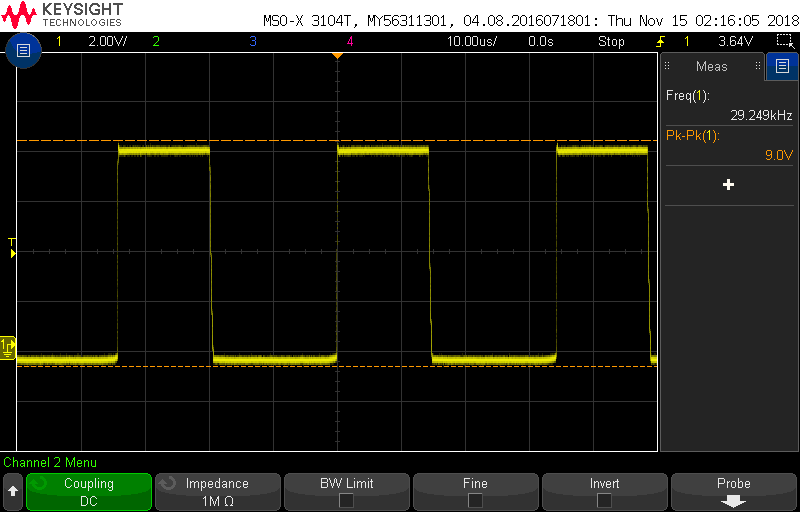 KEYSIGHT
TECHNOLOGIES
MSO-X 3104T, MY56311301, 04.08.2016071801: Thu Nov 15 02:16:05 2018
1 2.00V/ 2 3 4 10.00us/ 0.0s Stop 1 3.64V
Meas
Freq(1):
29.249kHz
Pk-Pk(1):
9.0V
T
1
Channel 2 Menu
Coupling
DC
Impedance
1M Ω
BW Limit
Fine
Invert
Probe